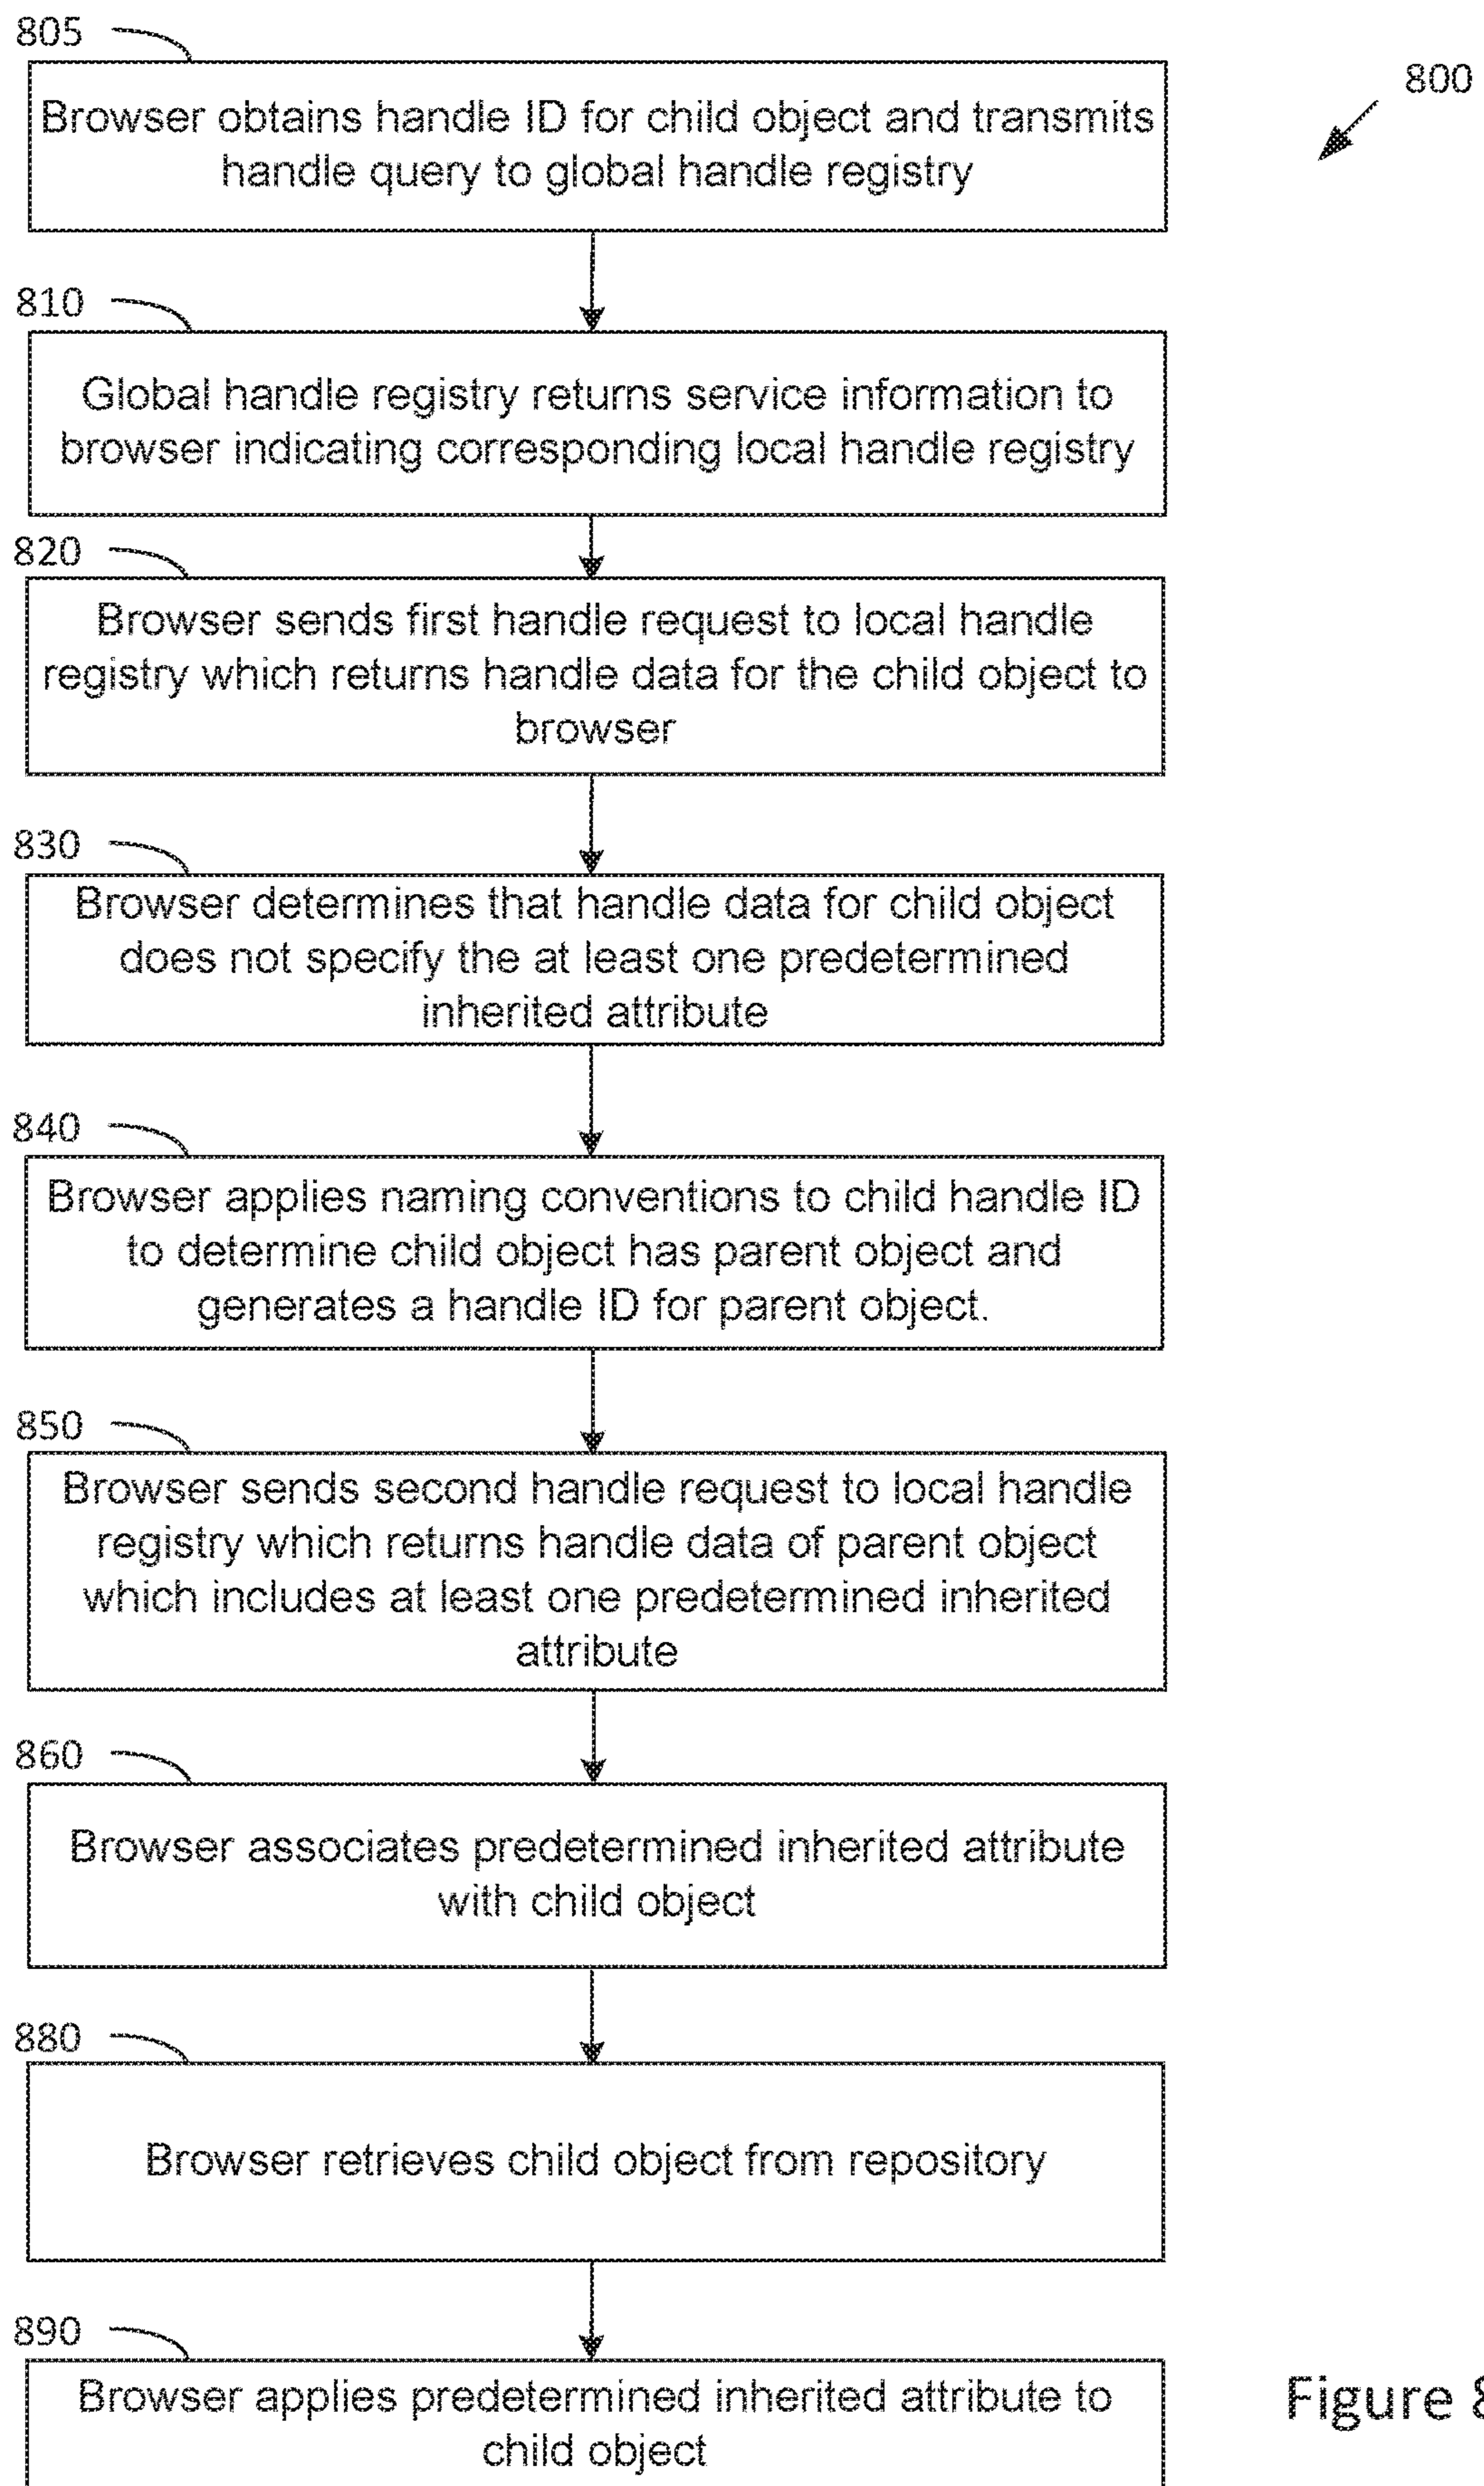 805
800
Browser obtains handle ID for child object and transmits
handle query to global handle registry
810
Global handle registry returns service information to
browser indicating corresponding local handle registry
820
Browser sends first handle request to local handle
registry which returns handle data for the child object to
browser
830
Browser determines that handle data for child object
does not specify the at least one predetermined
inherited attribute
840
Browser applies naming conventions to child handle ID
to determine child object has parent object and
generates a handle ID for parent object.
850
Browser sends second handle request to local handle
registry which returns handle data of parent object
which includes at least one predetermined inherited
attribute
860
Browser associates predetermined inherited attribute
with child object
880
Browser retrieves child object from repository
890
Browser applies predetermined inherited attribute to
child object
Figure 8